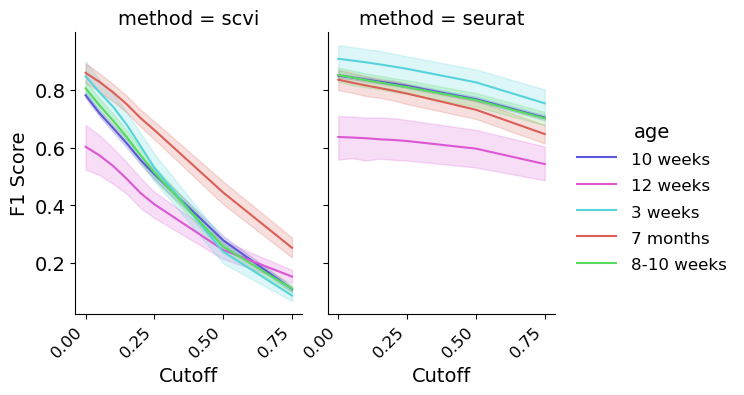 method = scvi
method = seurat
F1 Score
0.8
0.6
0.4
0.2
0.00
0.25
0.50
0.75
0.00
0.25
0.50
0.75
Cutoff
Cutoff
age
10 weeks
12 weeks
3 weeks
7 months
8-10 weeks